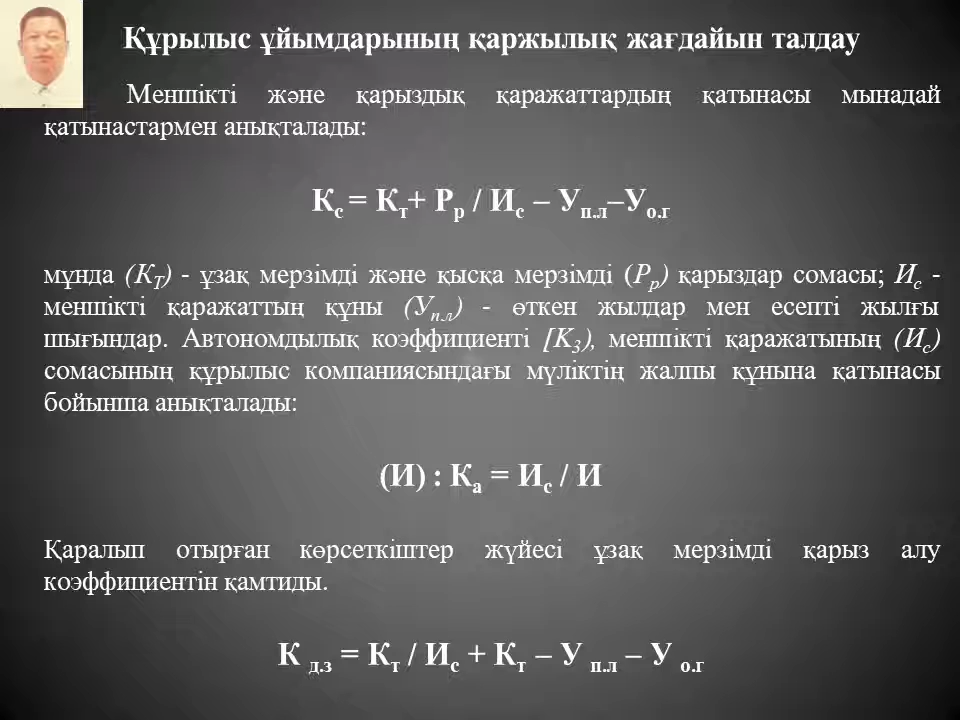 Құрылыс ұйымдарының қаржылық жағдайын талдау
Меншікті және қарыздық қаражаттардың қатынасы мынадай
қатынастармен анықталады:
Кс = Кт+ Рр / Ис – Уп.л–Уо.г
мұнда (КТ) - ұзақ мерзімді және қысқа мерзімді (Рр) қарыздар сомасы; Ис -
меншікті қаражаттың құны (Уп.л) - өткен жылдар мен есепті жылғы
шығындар. Автономдылық коэффициенті [К3), меншікті қаражатының (Ис)
сомасының құрылыс компаниясындағы мүліктің жалпы құнына қатынасы
бойынша анықталады:
(И) : Ка = Ис / И
Қаралып отырған көрсеткіштер жүйесі ұзақ мерзімді қарыз алу
коэффициентін қамтиды.
К д.з = Кт / Ис + Кт – У п.л – У о.г